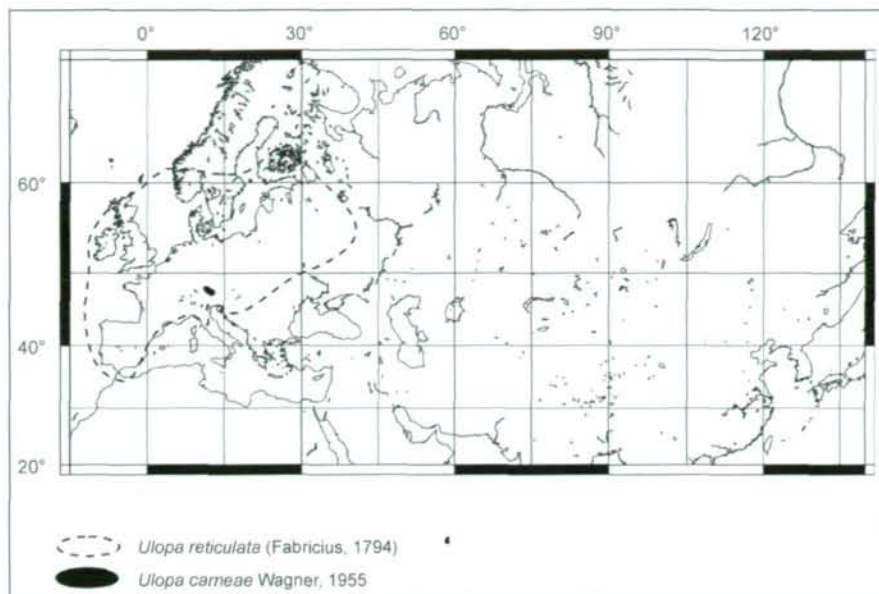 0° 30° 60° 90° 120°
60°
40°
20°
Ulopa reticulata (Fabricius, 1794)
Ulopa carneae Wagner, 1955